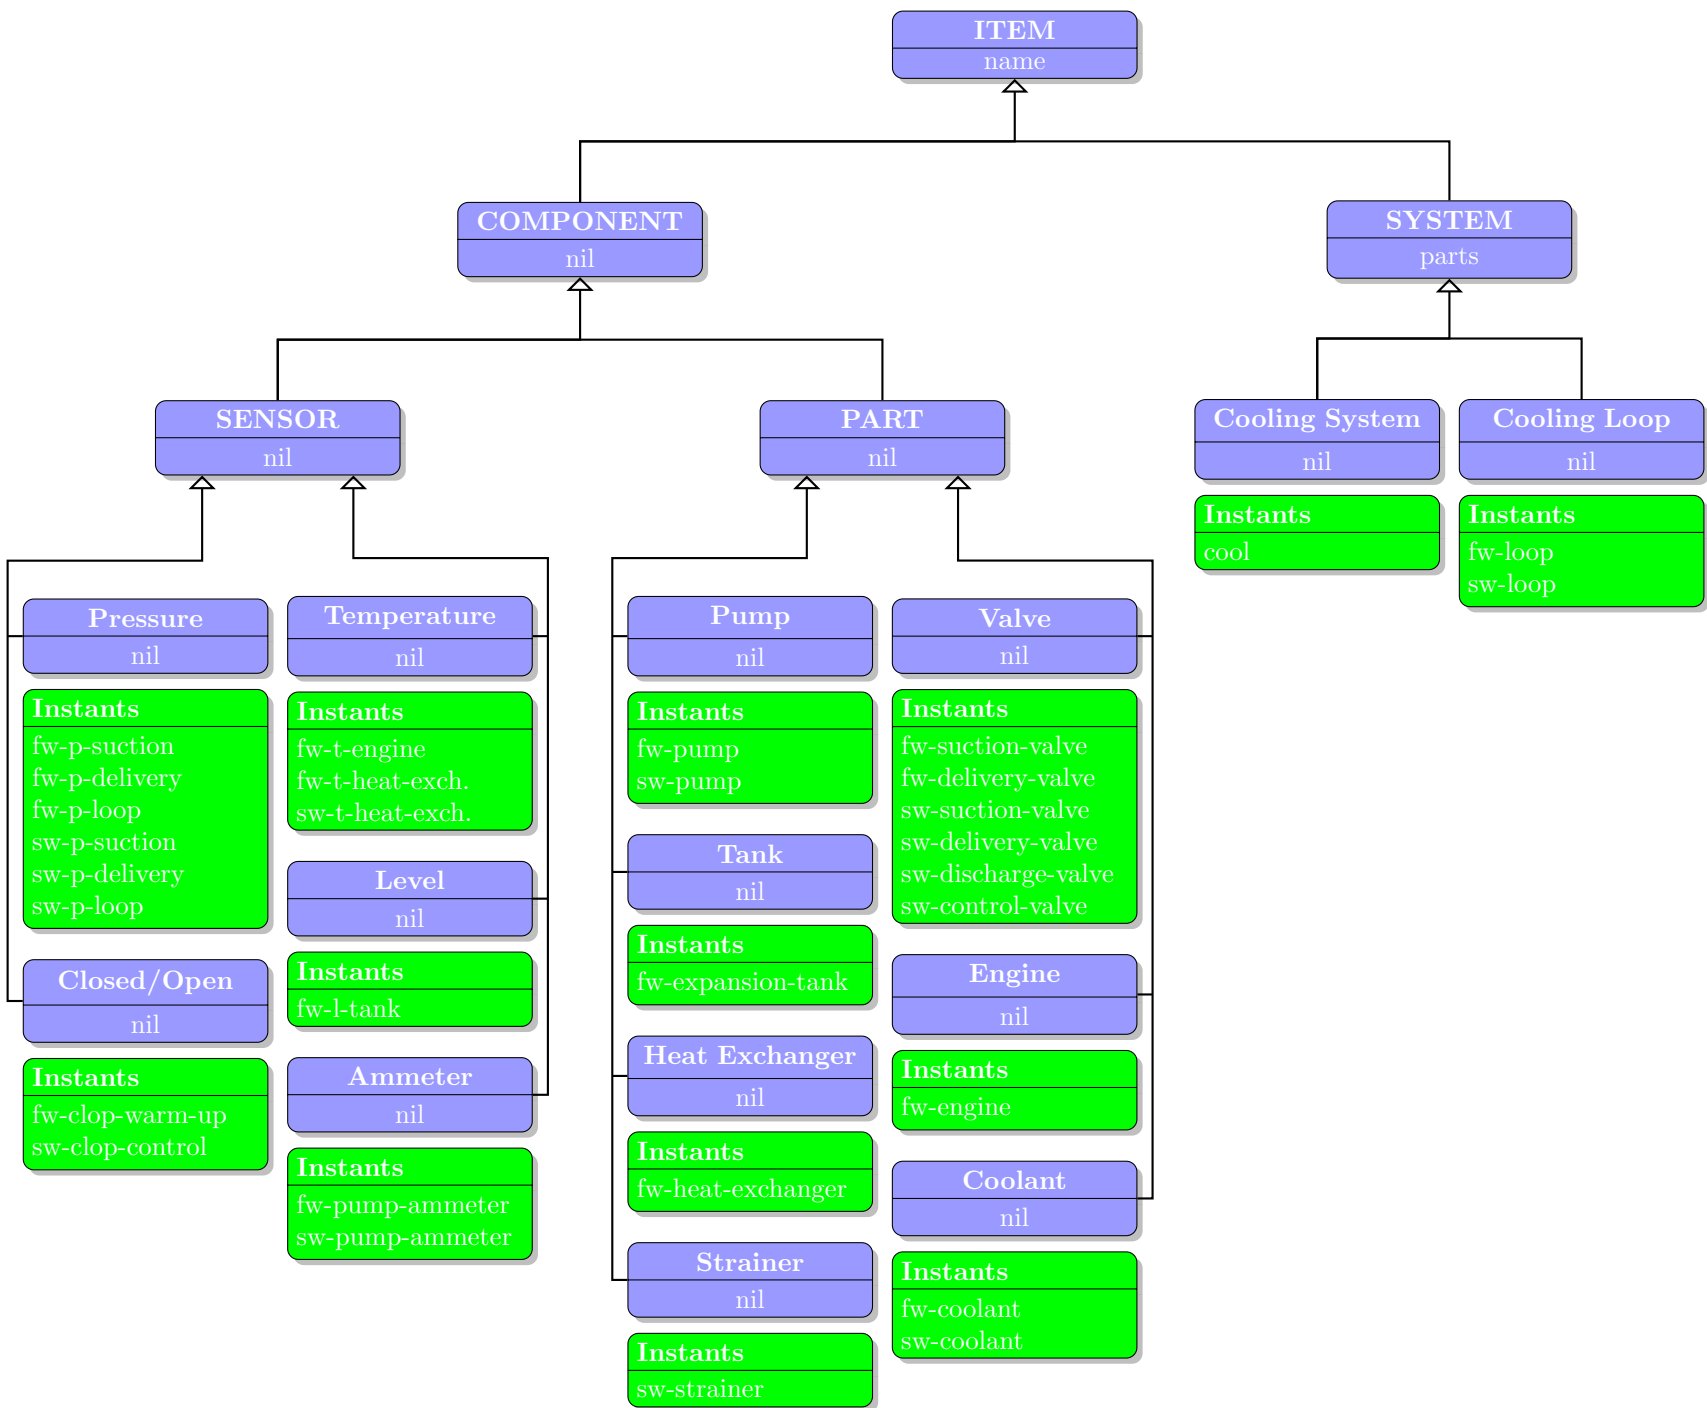 ITEM
name
COMPONENT
nil
SYSTEM
parts
SENSOR
nil
PART
nil
Cooling System
nil
Instants
cool
Cooling Loop
nil
Instants
fw-loop
sw-loop
Pressure
nil
Instants
fw-p-suction
fw-p-delivery
fw-p-loop
sw-p-suction
sw-p-delivery
sw-p-loop
Closed/Open
nil
Instants
fw-clop-warm-up
sw-clop-control
Temperature
nil
Instants
fw-t-engine
fw-t-heat-exch.
sw-t-heat-exch.
Level
nil
Instants
fw-l-tank
Ammeter
nil
Instants
fw-pump-ammeter
sw-pump-ammeter
Pump
nil
Instants
fw-pump
sw-pump
Tank
nil
Instants
fw-expansion-tank
Heat Exchanger
nil
Instants
fw-heat-exchanger
Strainer
nil
Instants
sw-strainer
Valve
nil
Instants
fw-suction-valve
fw-delivery-valve
sw-suction-valve
sw-delivery-valve
sw-discharge-valve
sw-control-valve
Engine
nil
Instants
fw-engine
Coolant
nil
Instants
fw-coolant
sw-coolant